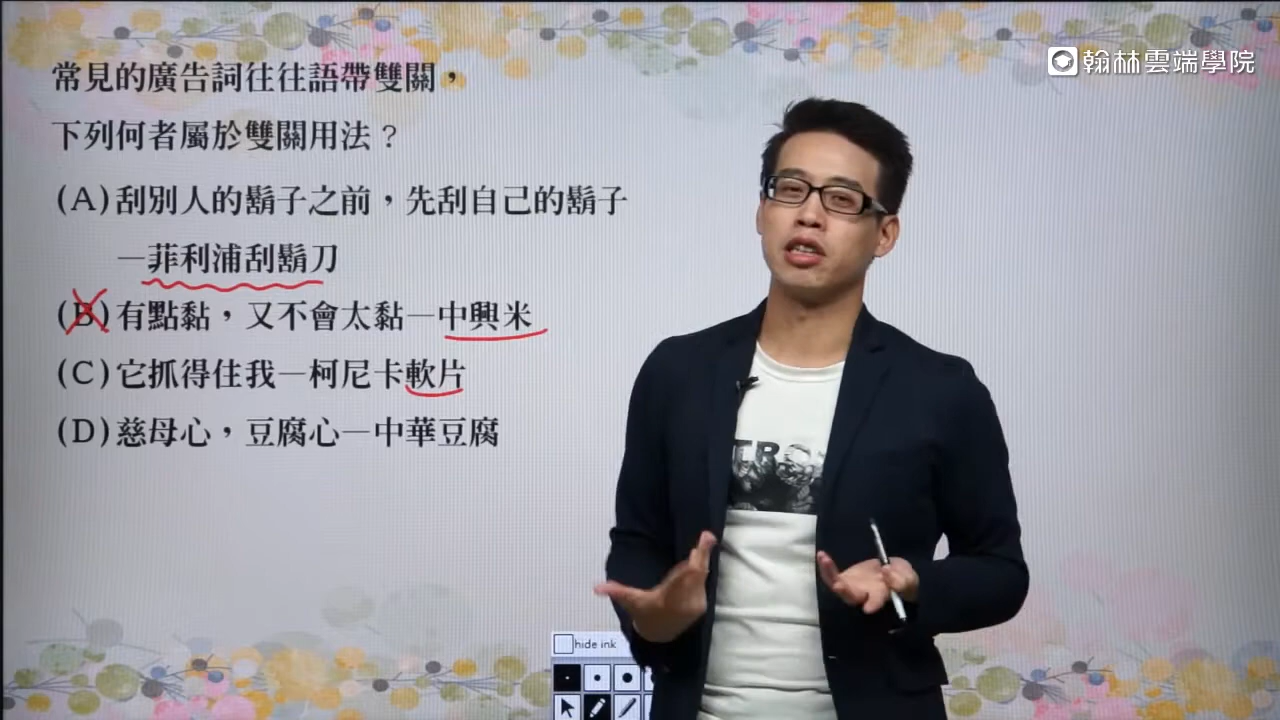 翰林雲端學院
常見的廣告詞往往語帶雙關，
下列何者屬於雙關用法？
(A)刮別人的鬍子之前，先刮自己的鬍子
—菲利浦刮鬍刀
(B)有點黏，又不會太黏—中興米
(C)它抓得住我—柯尼卡軟片
(D)慈母心，豆腐心—中華豆腐
TRO
hide ink